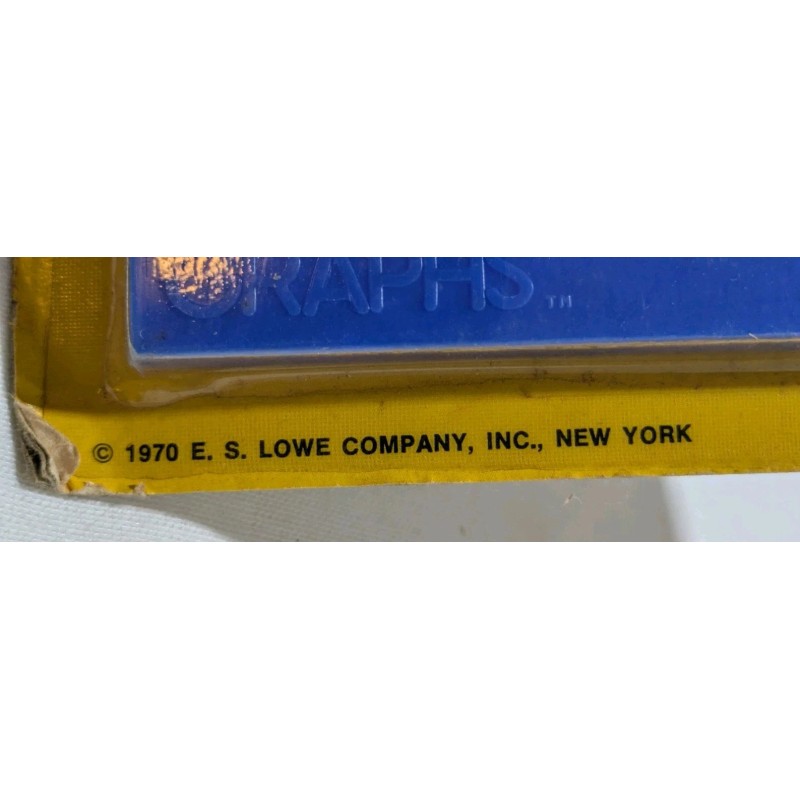 GRAPHS™
© 1970 E. S. LOWE COMPANY, INC., NEW YORK